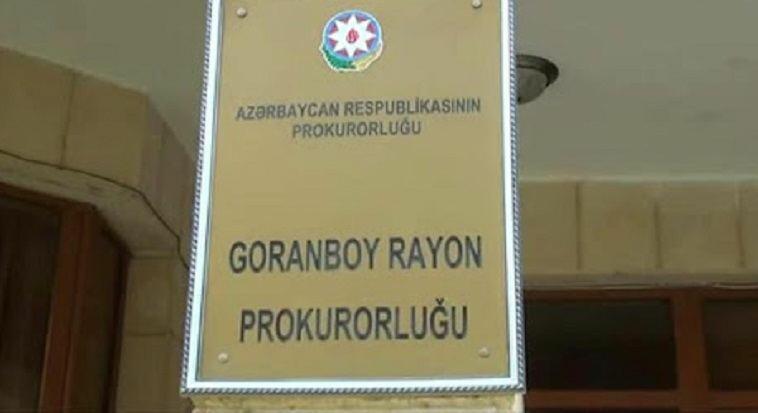 AZƏRBAYCAN RESPUBLİKASININ
PROKURORLUĞU
GORANBOY RAYON
PROKURORLUĞU